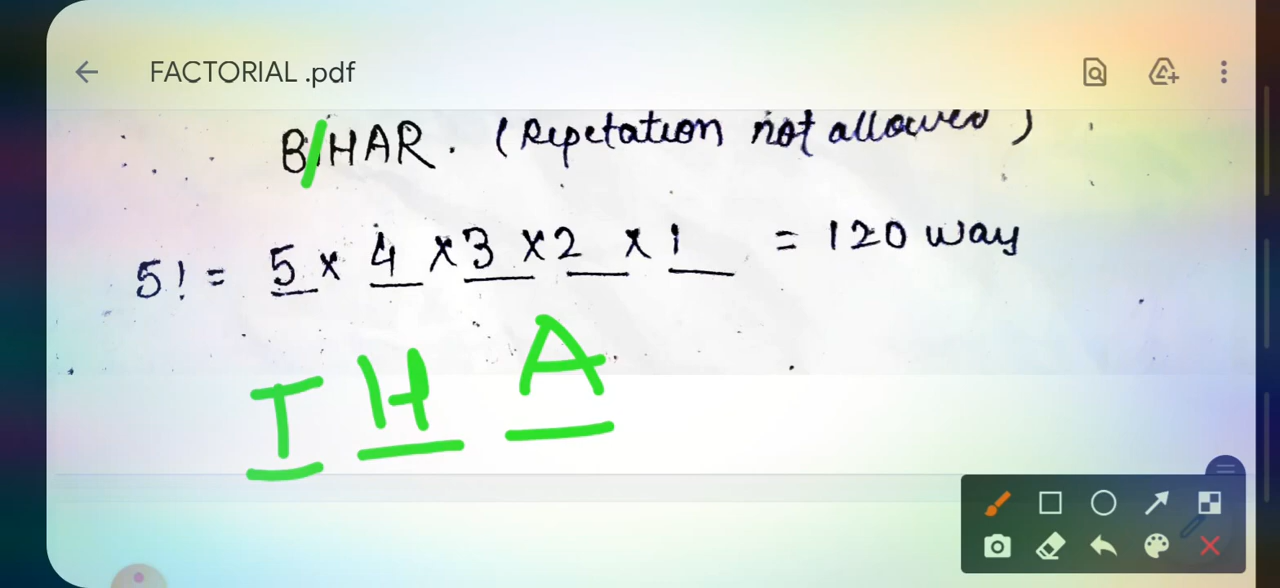 FACTORIAL .pdf
BIHAR. (Repetation not allowed)
5! = 5 x 4 x 3 x 2 x 1 = 120 way
I H A